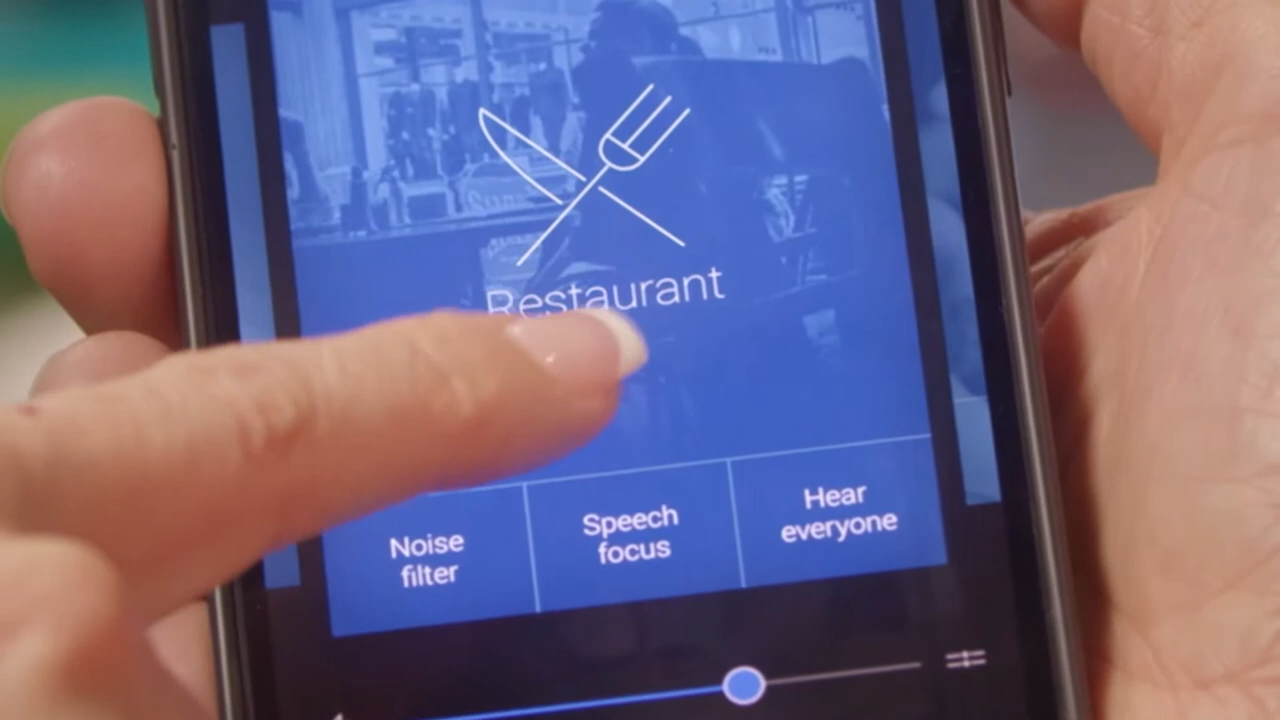 Restaurant
Noise
filter
Speech
focus
Hear
everyone